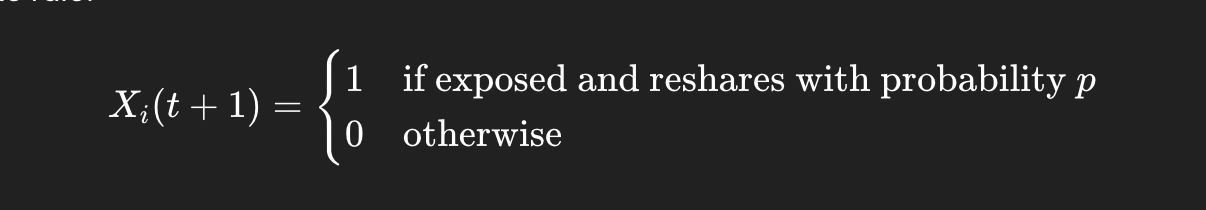 X_i(t + 1) = { 1 if exposed and reshares with probability p
0 otherwise